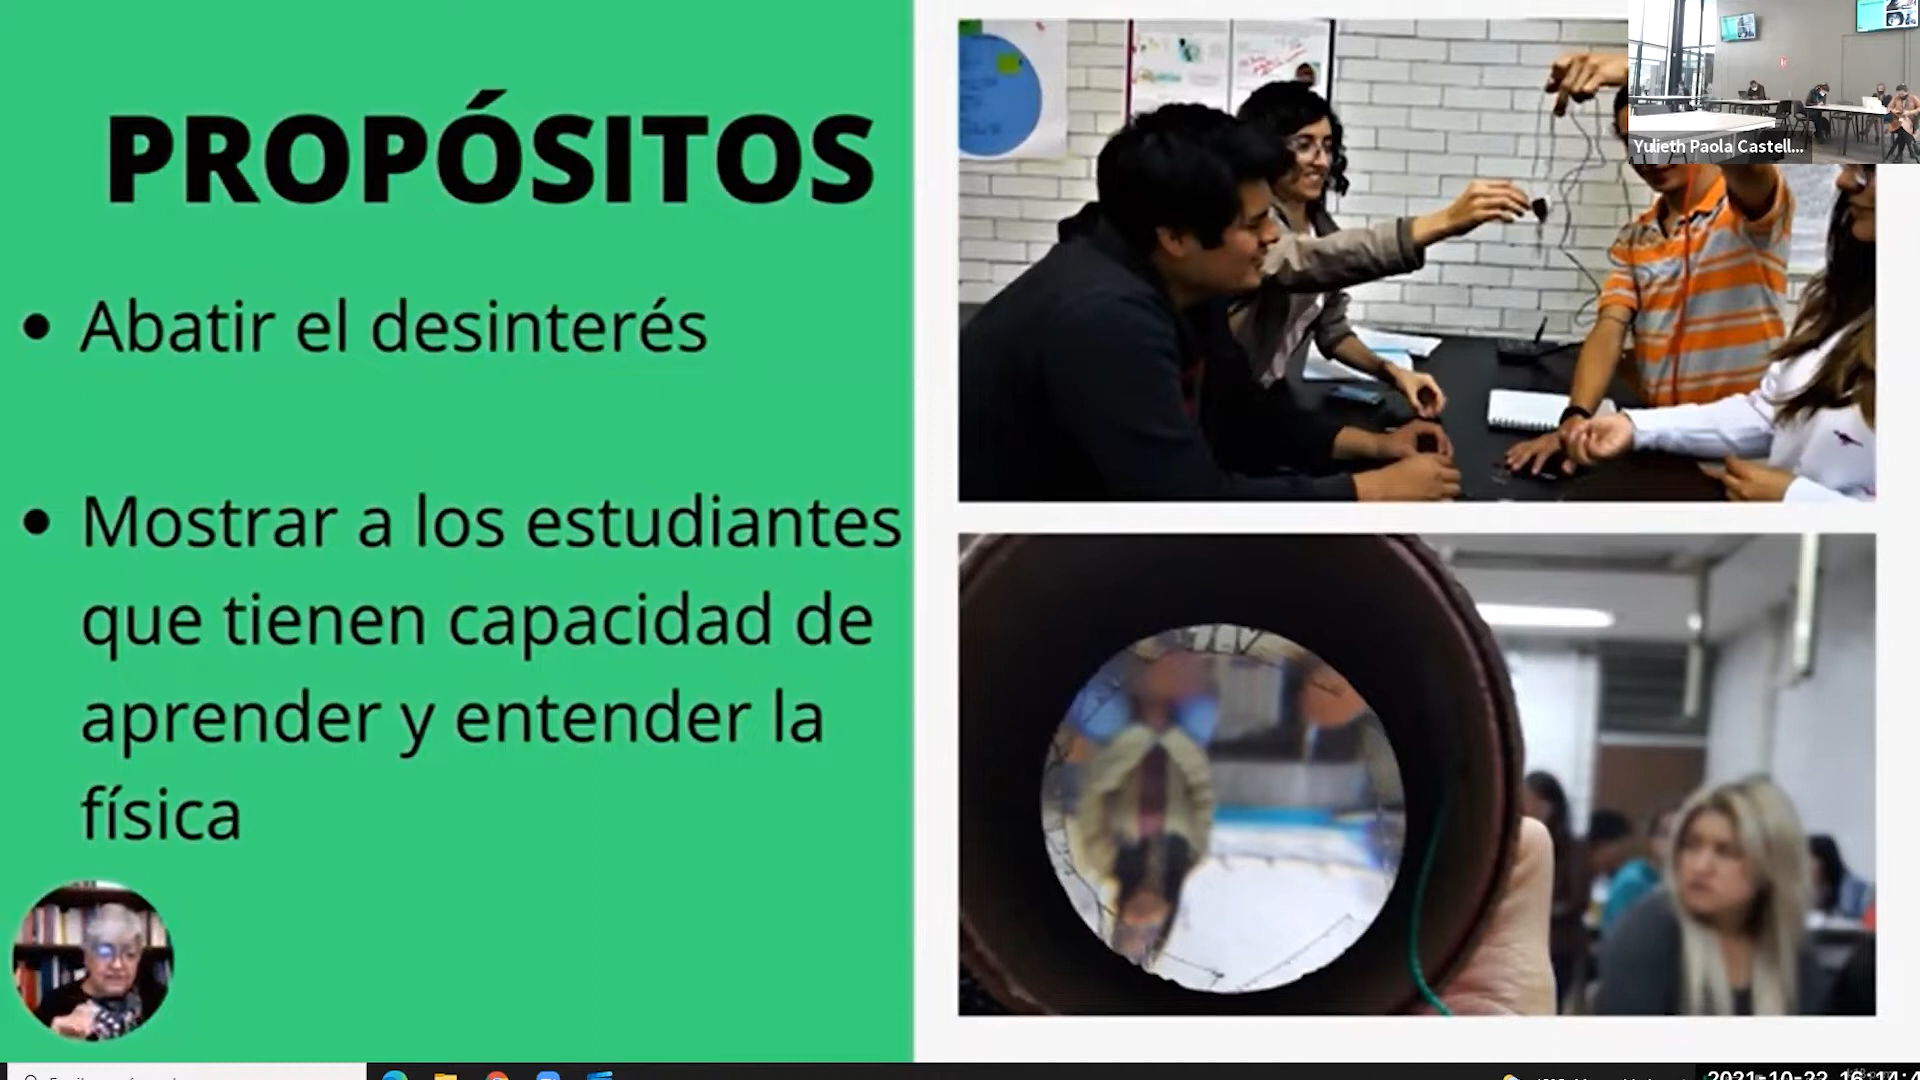 PROPÓSITOS
Yulieth Paola Castell...
• Abatir el desinterés
• Mostrar a los estudiantes
que tienen capacidad de
aprender y entender la
física